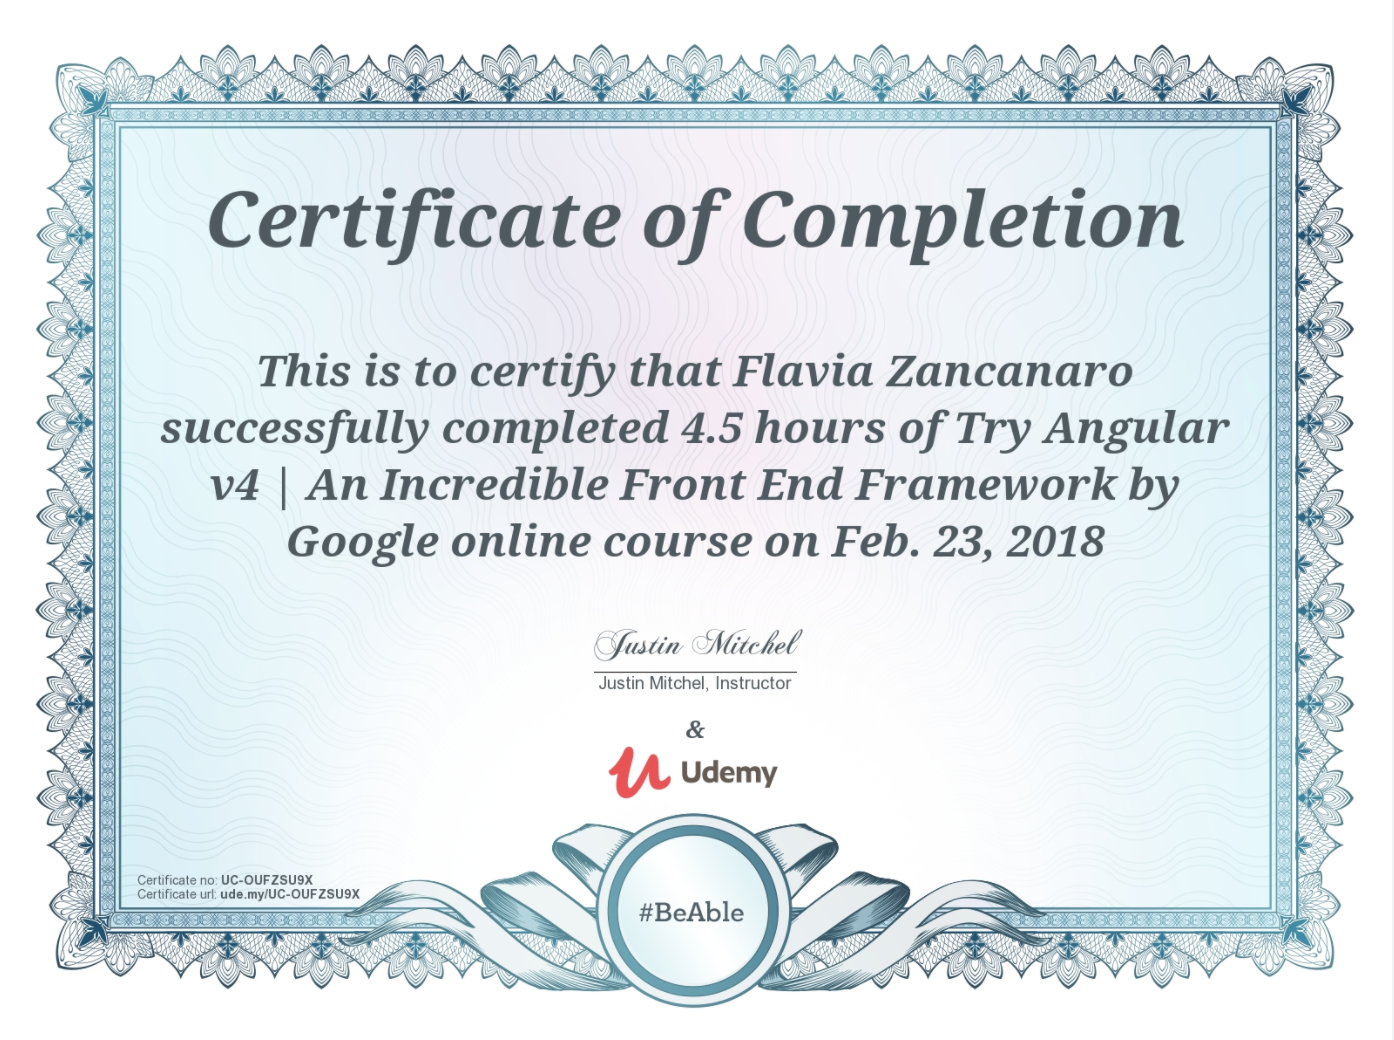 Certificate of Completion
This is to certify that Flavia Zancanaro
successfully completed 4.5 hours of Try Angular
v4 | An Incredible Front End Framework by
Google online course on Feb. 23, 2018
Justin Mitchel
Justin Mitchel, Instructor
&
Udemy
Certificate no: UC-OUFZSU9X
Certificate url: ude.my/UC-OUFZSU9X
#BeAble